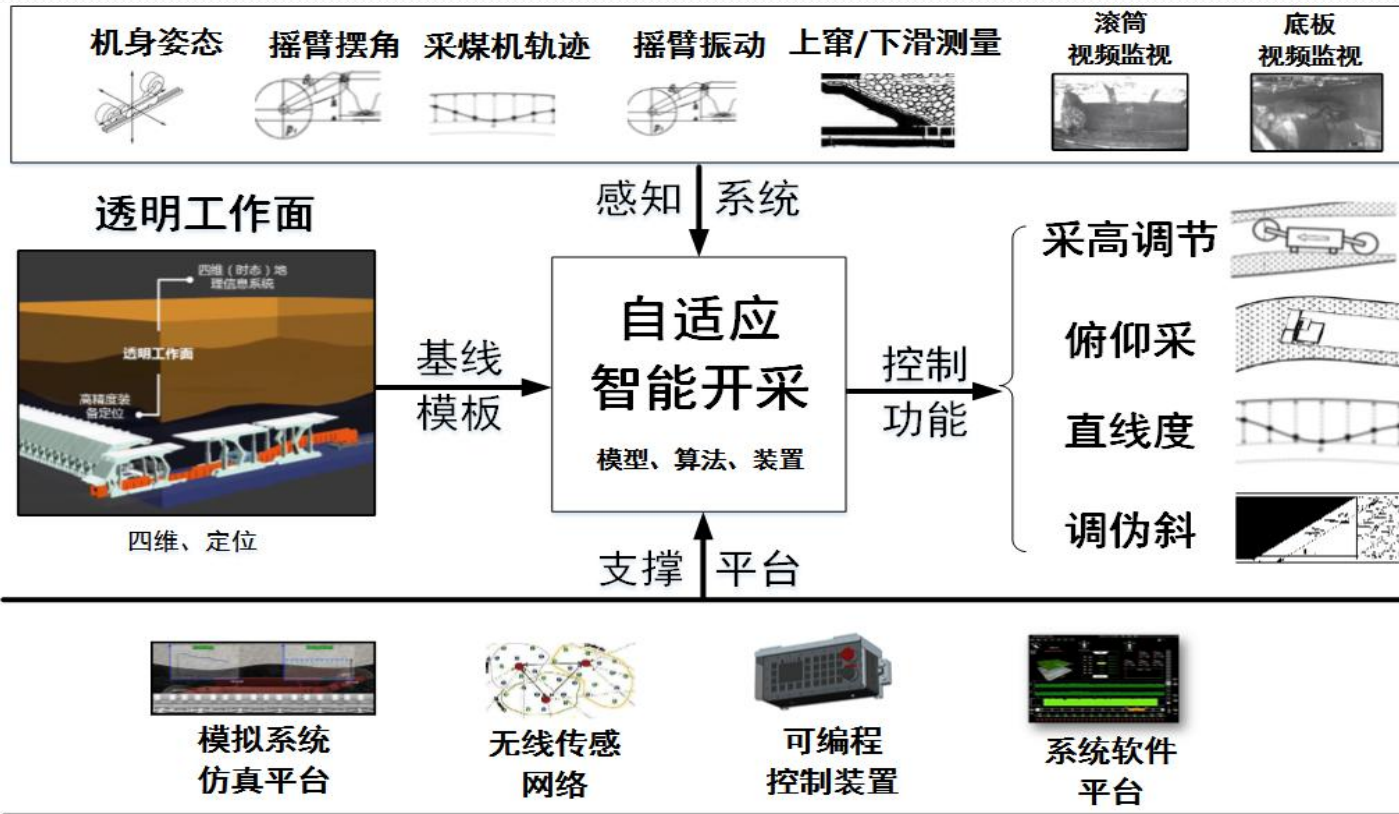 机身姿态
摇臂摆角
采煤机轨迹
摇臂振动
上窜/下滑测量
滚筒
视频监视
底板
视频监视
感知 系统
透明工作面
四维（时态）地
理信息系统
透明工作面
高精度装
备定位
四维、定位
基线
模板
自适应
智能开采
模型、算法、装置
控制
功能
采高调节
俯仰采
直线度
调伪斜
支撑 平台
模拟系统
仿真平台
无线传感
网络
可编程
控制装置
系统软件
平台